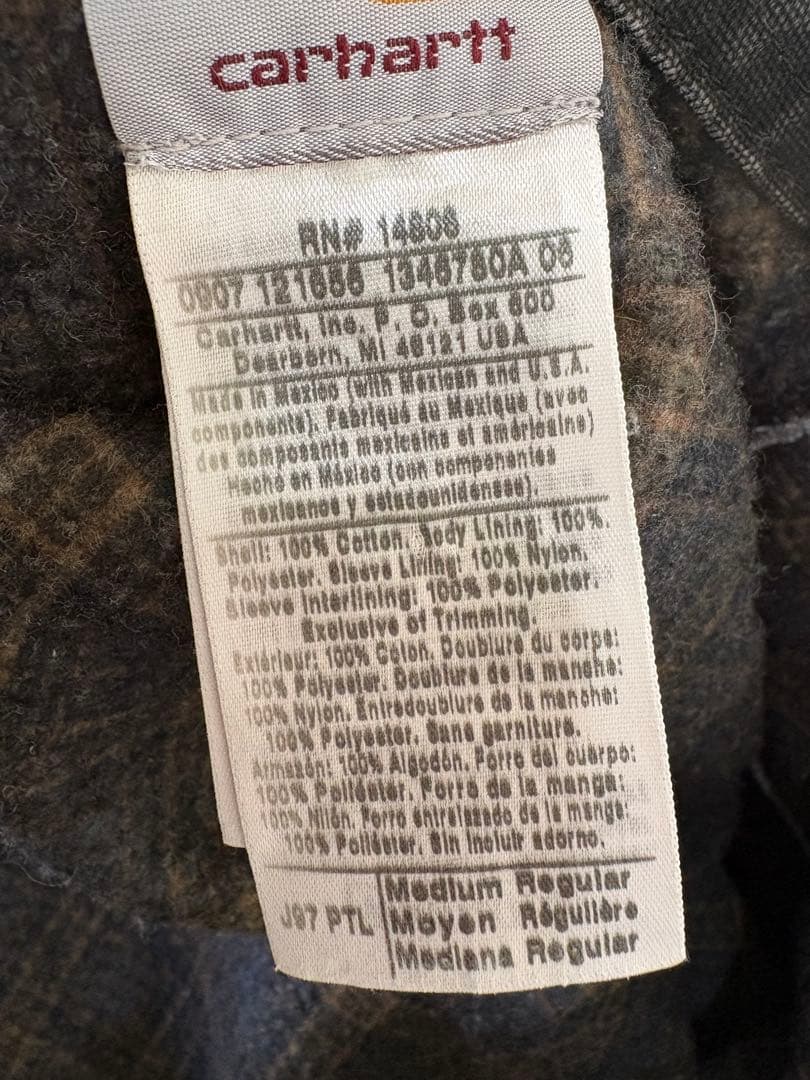 carhartt
RN# 14806
0907 121686 1346760A 06
Carhartt, Inc. P. O. Box 600
Dearborn, MI 48121 USA
Made in Mexico (with Mexican and U.S.A.
components). Fabriqué au Mexique (avec
des composants mexicains et américains)
Hecho en México (con componentes
mexicanos y estadounidenses).
Shell: 100% Cotton. Body Lining: 100%.
Polyester. Sleeve Lining: 100% Nylon.
Sleeve Interlining: 100% Polyester.
Exclusive of Trimming.
Extérieur: 100% Coton. Doublure du corps:
100% Polyester. Doublure de la manche:
100% Nylon. Entredoublure de la manche:
100% Polyester. Sans garniture.
Armazón: 100% Algodón. Forro del cuerpo:
100% Poliéster. Forro de la manga:
100% Nilón. Forro entrelazado de la manga:
100% Poliéster. Sin incluir adorno.
J97 PTL
Medium Regular
Moyen Régulière
Mediana Regular